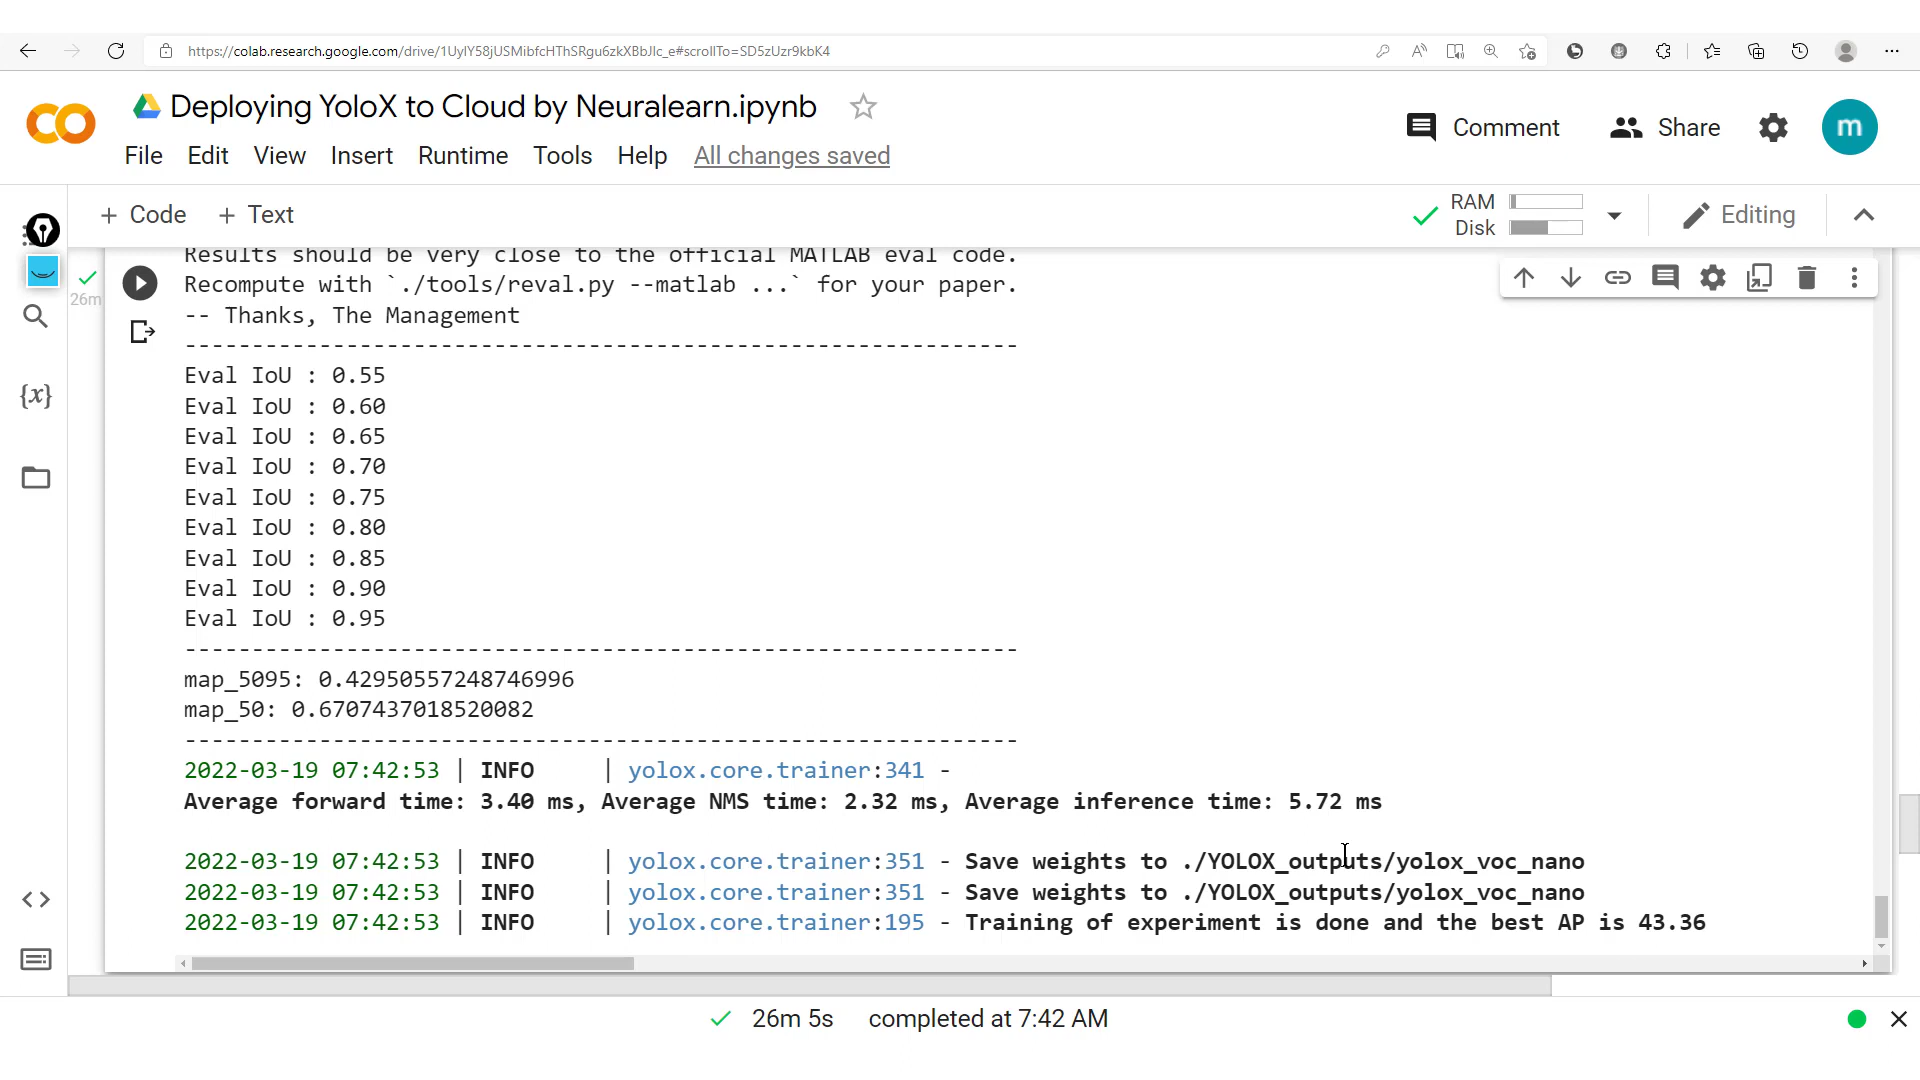 https://colab.research.google.com/drive/1UylY58jUSMibfcHThSRgu6zkXBbJlc_e#scrollTo=SD5zUzr9kbK4
Deploying YoloX to Cloud by Neuralearn.ipynb
File Edit View Insert Runtime Tools Help All changes saved
Comment Share m
+ Code + Text
RAM
Disk
Editing
26m
Results should be very close to the official MATLAB eval code.
Recompute with `./tools/reval.py --matlab ...` for your paper.
-- Thanks, The Management
--------------------------------------------------------------
Eval IoU : 0.55
Eval IoU : 0.60
Eval IoU : 0.65
Eval IoU : 0.70
Eval IoU : 0.75
Eval IoU : 0.80
Eval IoU : 0.85
Eval IoU : 0.90
Eval IoU : 0.95
--------------------------------------------------------------
map_5095: 0.42950557248746996
map_50: 0.6707437018520082
--------------------------------------------------------------
2022-03-19 07:42:53 | INFO | yolox.core.trainer:341 -
Average forward time: 3.40 ms, Average NMS time: 2.32 ms, Average inference time: 5.72 ms
2022-03-19 07:42:53 | INFO | yolox.core.trainer:351 - Save weights to ./YOLOX_outputs/yolox_voc_nano
2022-03-19 07:42:53 | INFO | yolox.core.trainer:351 - Save weights to ./YOLOX_outputs/yolox_voc_nano
2022-03-19 07:42:53 | INFO | yolox.core.trainer:195 - Training of experiment is done and the best AP is 43.36
26m 5s completed at 7:42 AM